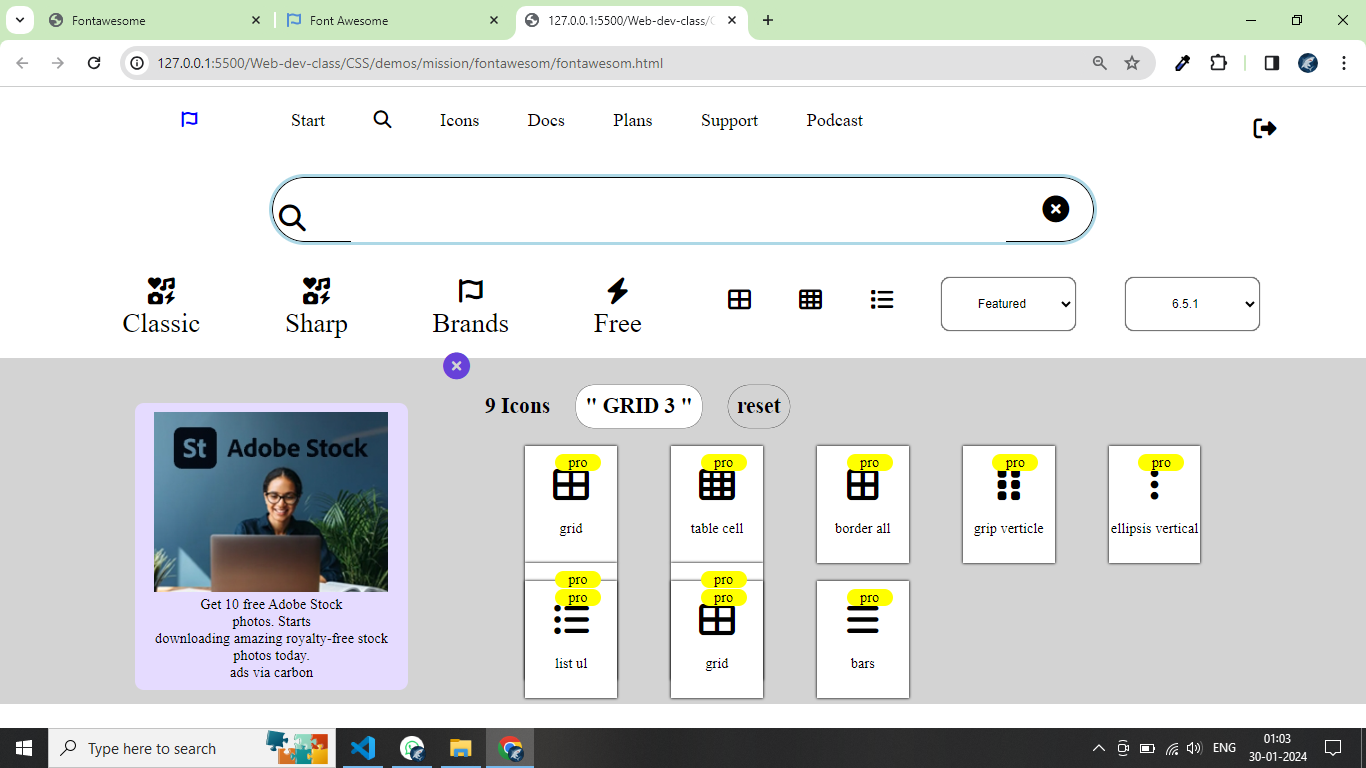 Fontawesome
Font Awesome
127.0.0.1:5500/Web-dev-class/C
127.0.0.1:5500/Web-dev-class/CSS/demos/mission/fontawesom/fontawesom.html
Start Icons Docs Plans Support Podcast
Classic Sharp Brands Free
Featured
6.5.1
9 Icons " GRID 3 " reset
St Adobe Stock
Get 10 free Adobe Stock
photos. Starts
downloading amazing royalty-free stock
photos today.
ads via carbon
pro pro pro pro pro
grid table cell border all grip verticle ellipsis vertical
pro pro
pro pro pro
list ul grid bars
Type here to search
ENG
01:03
30-01-2024